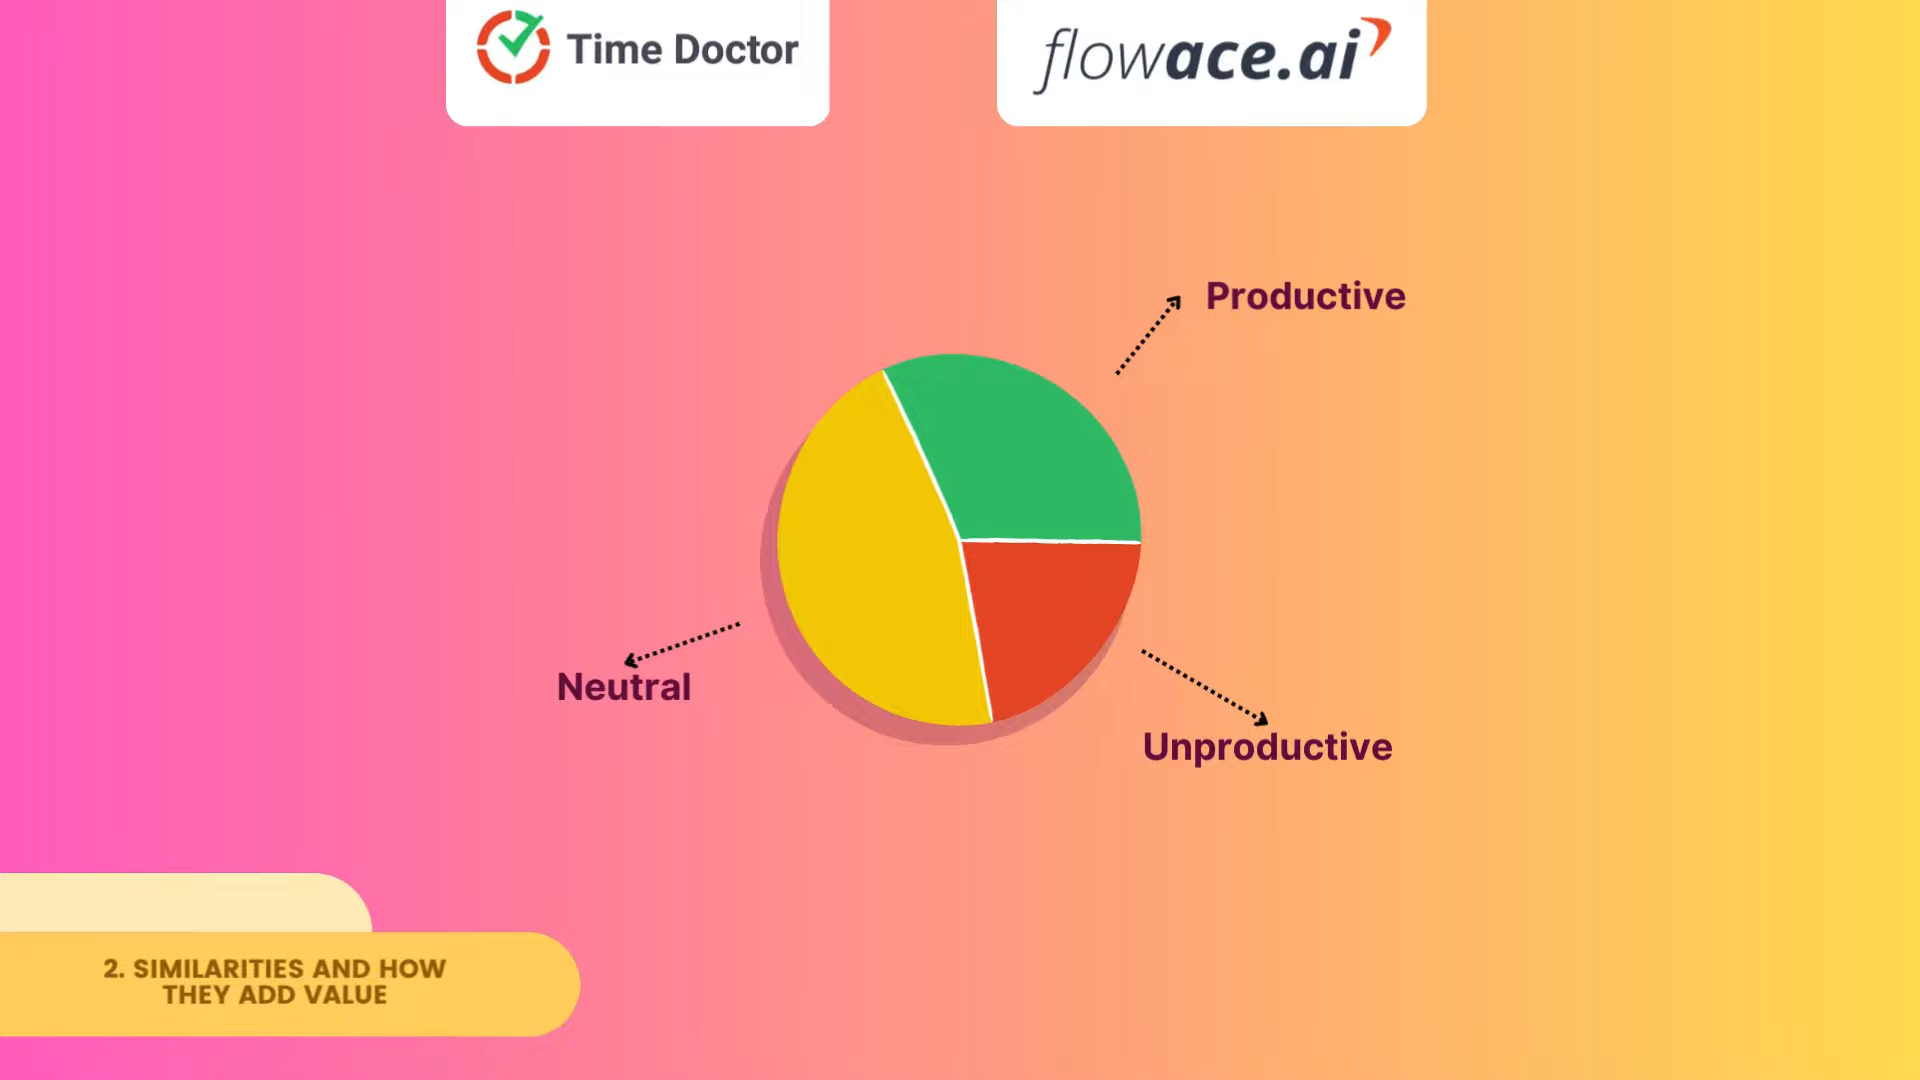 Time Doctor
flowace.ai
Productive
Neutral
Unproductive
2. SIMILARITIES AND HOW
THEY ADD VALUE